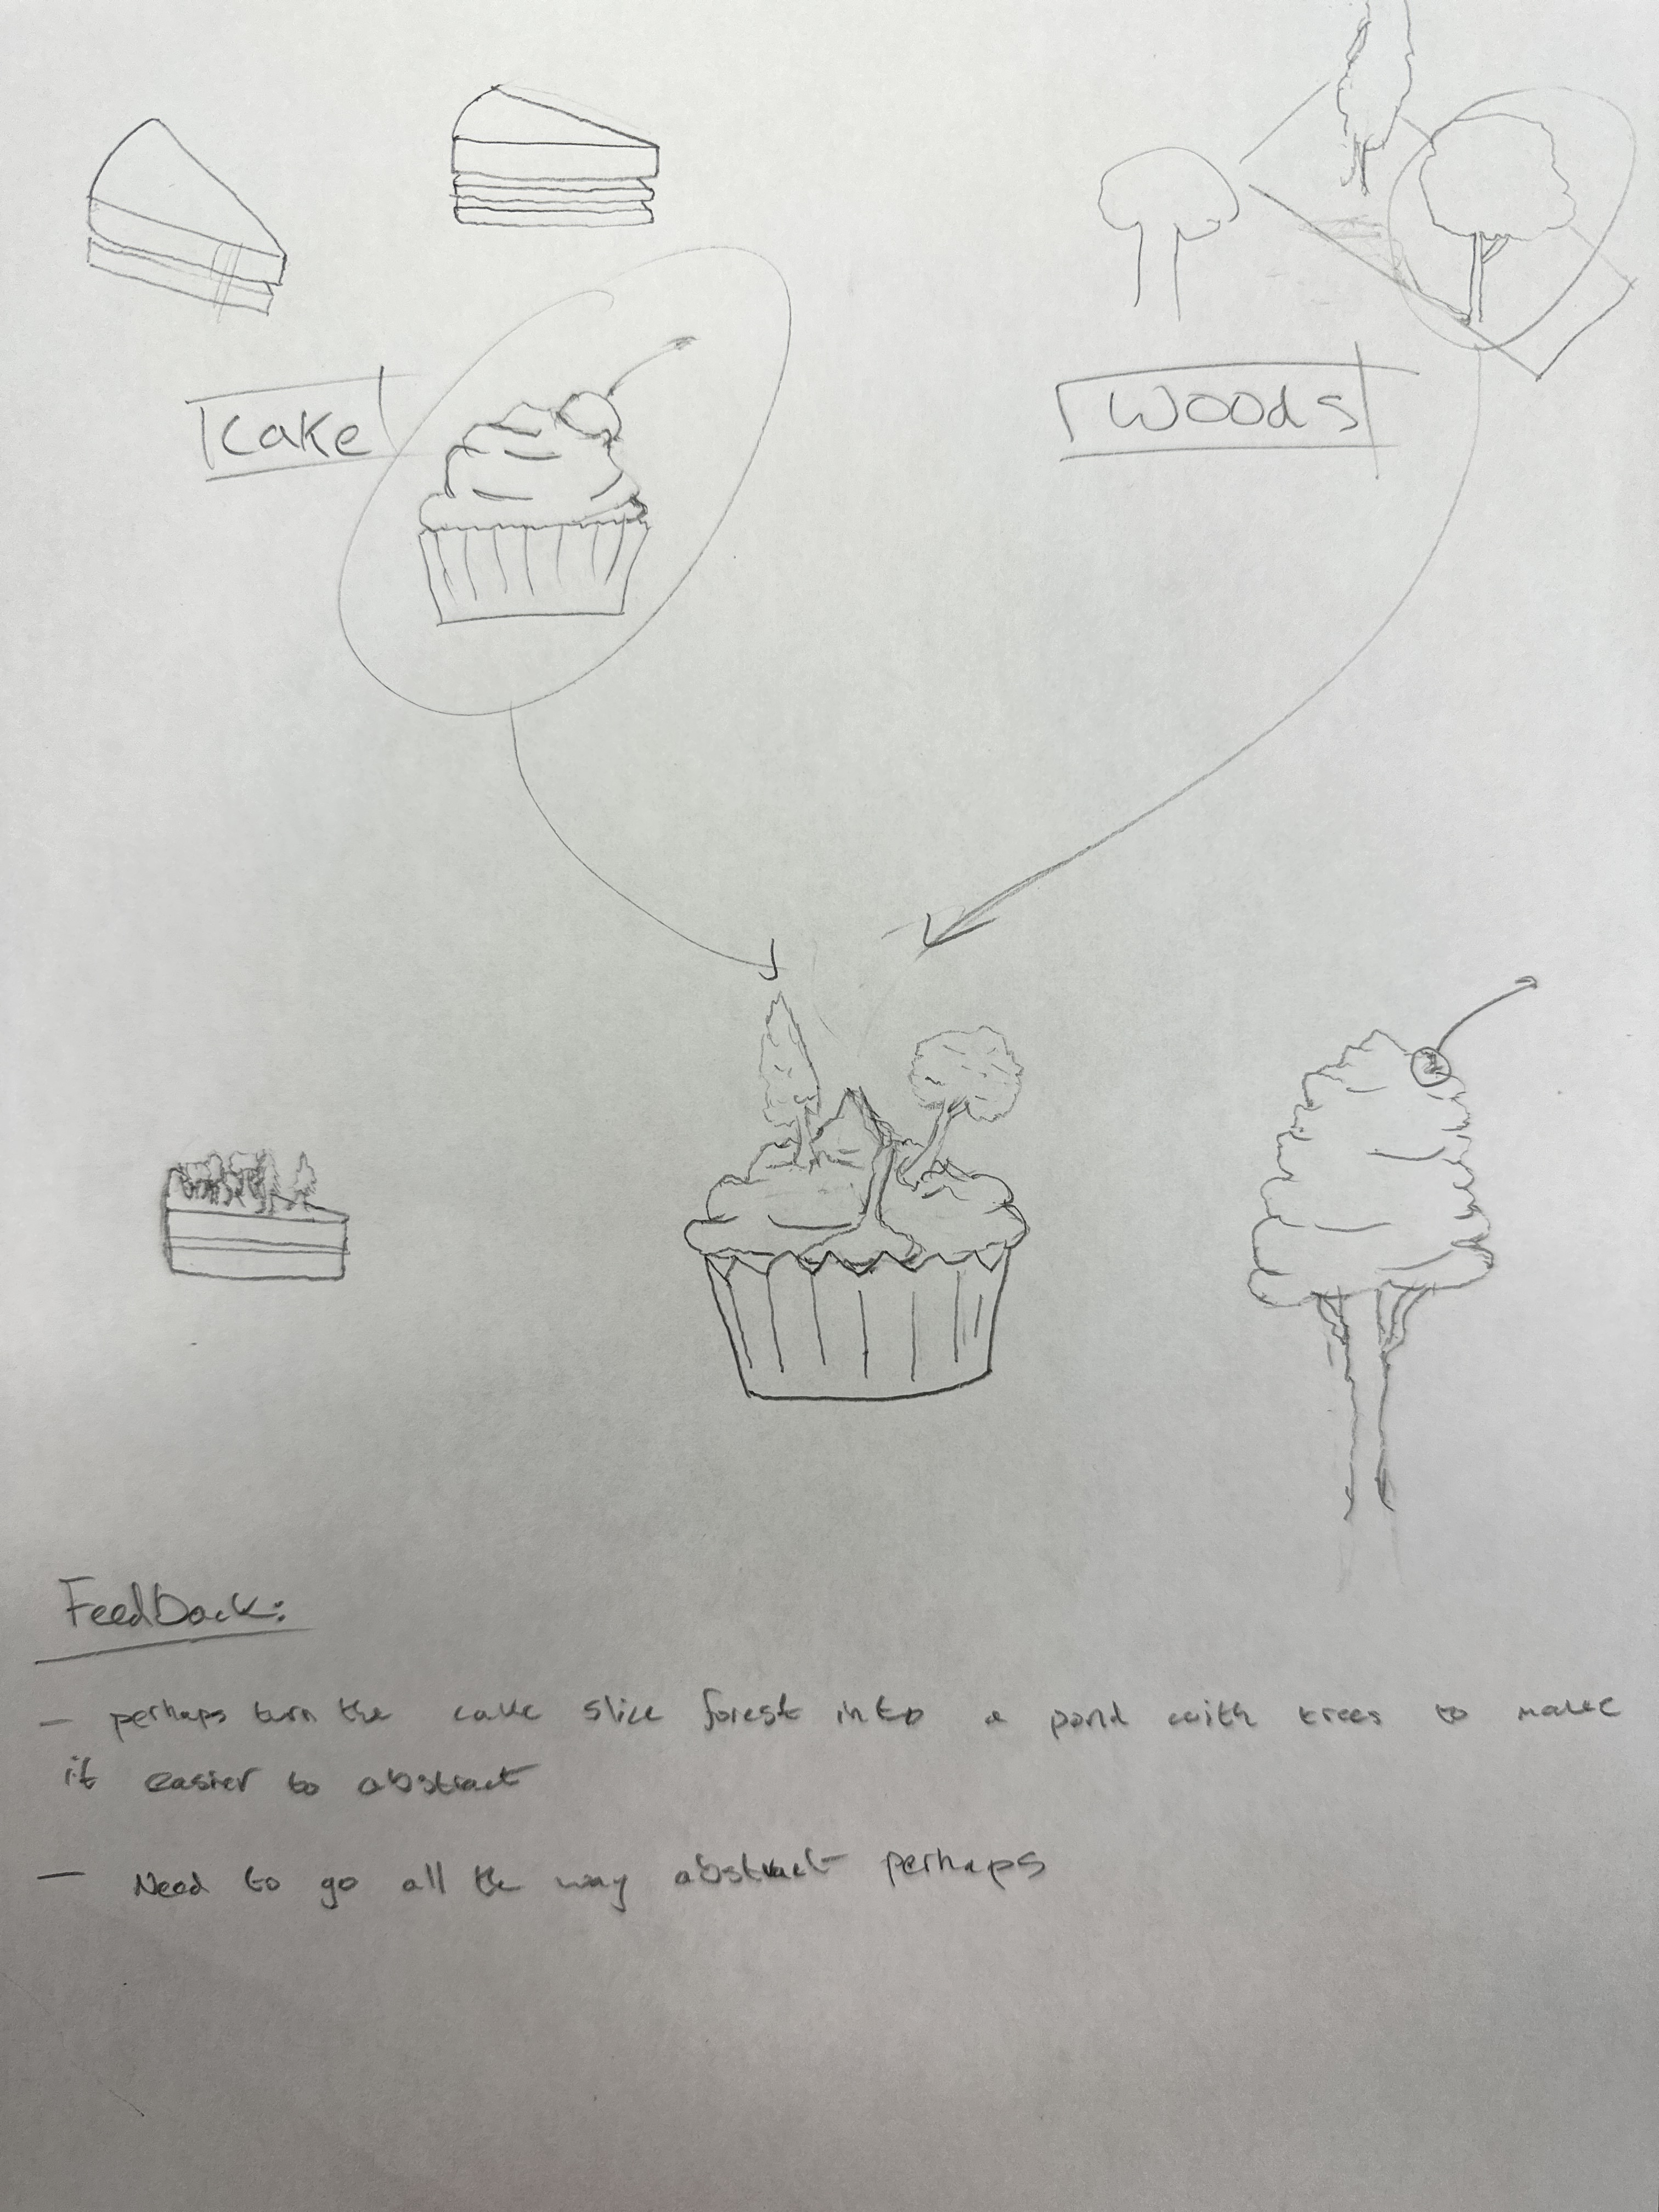 Cake
Woods
Feedback:
- perhaps turn the cake slice forest into a pond with trees to make
it easier to abstract
- Need to go all the way abstract perhaps